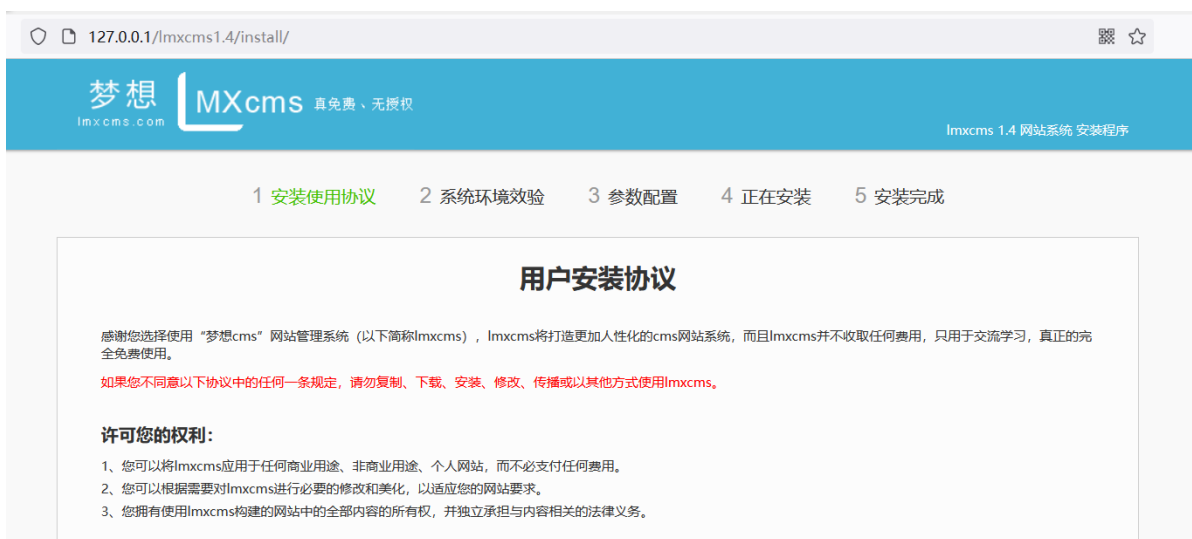 127.0.0.1/lmxcms1.4/install/
梦想 LMXcms 真免费、无授权
lmxcms.com
lmxcms 1.4 网站系统 安装程序
1 安装使用协议 2 系统环境效验 3 参数配置 4 正在安装 5 安装完成
用户安装协议
感谢您选择使用“梦想cms”网站管理系统（以下简称lmxcms），lmxcms将打造更加人性化的cms网站系统，而且lmxcms并不收取任何费用，只用于交流学习，真正的完
全免费使用。
如果您不同意以下协议中的任何一条规定，请勿复制、下载、安装、修改、传播或以其他方式使用lmxcms。
许可您的权利：
1、您可以将lmxcms应用于任何商业用途、非商业用途、个人网站，而不必支付任何费用。
2、您可以根据需要对lmxcms进行必要的修改和美化，以适应您的网站要求。
3、您拥有使用lmxcms构建的网站中的全部内容的所有权，并独立承担与内容相关的法律义务。